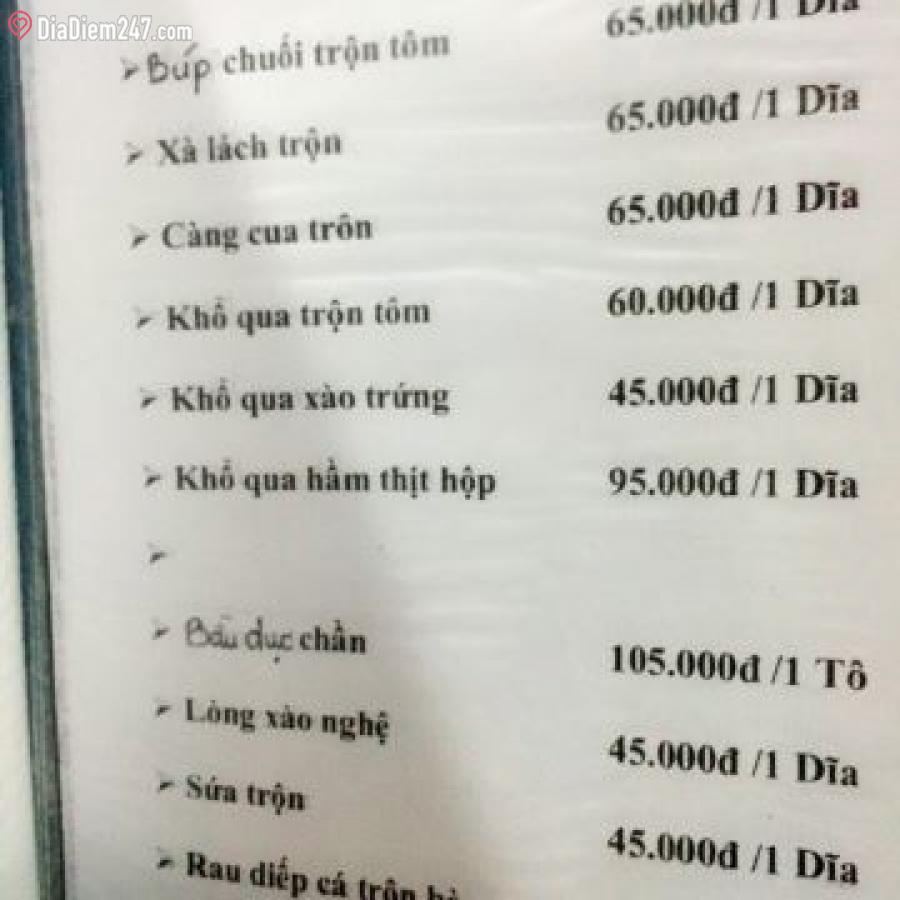 DiaDiem247.com
Búp chuối trộn tôm 65.000đ /1 Dĩa
Xà lách trộn 65.000đ /1 Dĩa
Càng cua trôn 65.000đ /1 Dĩa
Khổ qua trộn tôm 60.000đ /1 Dĩa
Khổ qua xào trứng 45.000đ /1 Dĩa
Khổ qua hầm thịt hộp 95.000đ /1 Dĩa
Bầu dục chần 105.000đ /1 Tô
Lòng xào nghệ 45.000đ /1 Dĩa
Sứa trộn 45.000đ /1 Dĩa
Rau diếp cá trộn